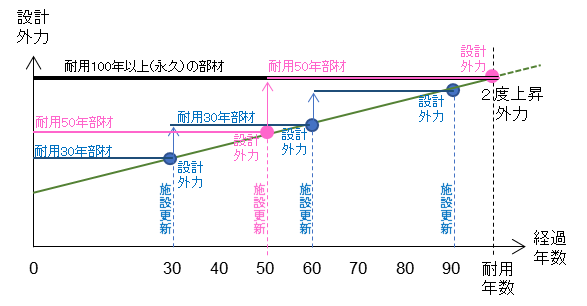 設計
外力
耐用100年以上(永久)の部材
耐用50年部材
設計
外力
耐用50年部材
耐用30年部材
設計
外力
2度上昇
外力
耐用30年部材
設計
外力
設計
外力
設計
外力
施設更新
施設更新
施設更新
施設更新
0
30
40
50
60
70
80
90
耐用
年数
経過
年数